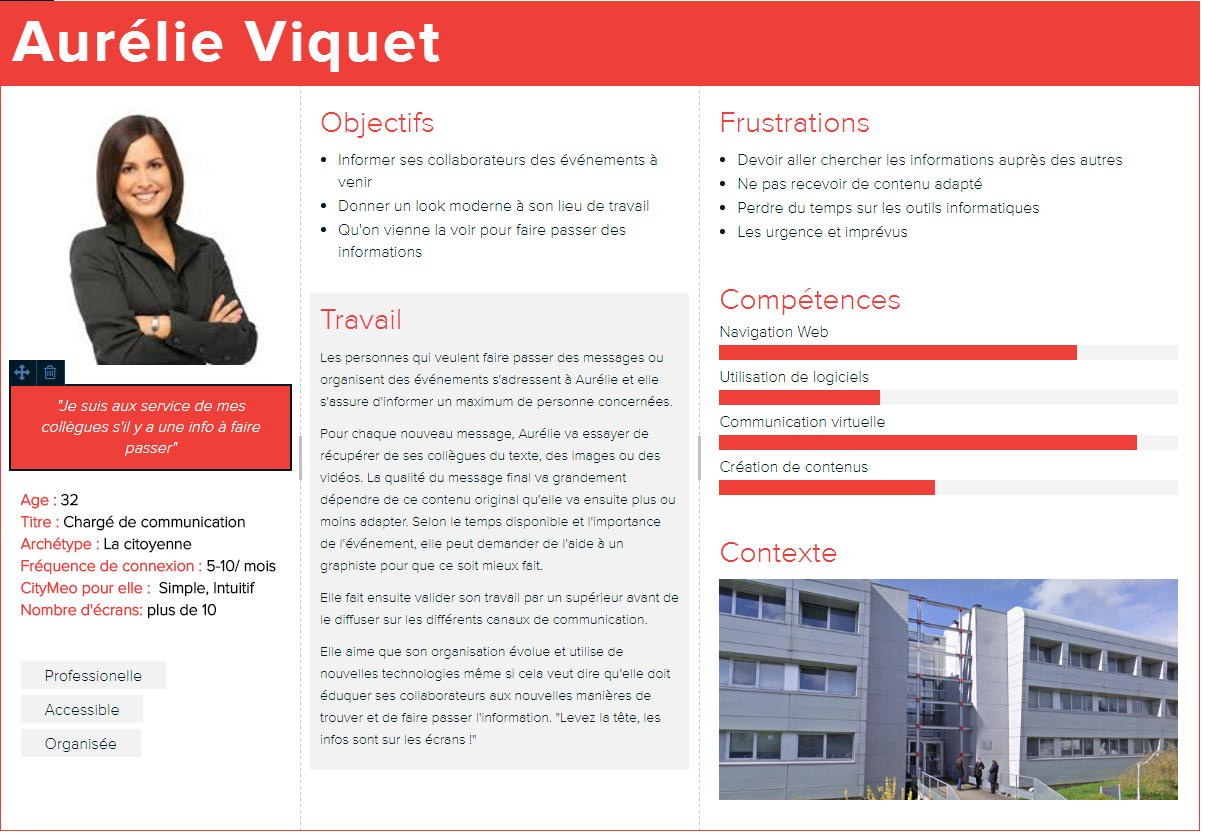 Aurélie Viquet
"Je suis aux service de mes
collègues s'il y a une info à faire
passer"
Age : 32
Titre : Chargé de communication
Archétype : La citoyenne
Fréquence de connexion : 5-10/ mois
CityMeo pour elle : Simple, Intuitif
Nombre d'écrans: plus de 10
Professionelle
Accessible
Organisée
Objectifs
Informer ses collaborateurs des événements à
venir
Donner un look moderne à son lieu de travail
Qu'on vienne la voir pour faire passer des
informations
Travail
Les personnes qui veulent faire passer des messages ou
organisent des événements s'adressent à Aurélie et elle
s'assure d'informer un maximum de personne concernées.
Pour chaque nouveau message, Aurélie va essayer de
récupérer de ses collègues du texte, des images ou des
vidéos. La qualité du message final va grandement
dépendre de ce contenu original qu'elle va ensuite plus ou
moins adapter. Selon le temps disponible et l'importance
de l'événement, elle peut demander de l'aide à un
graphiste pour que ce soit mieux fait.
Elle fait ensuite valider son travail par un supérieur avant de
le diffuser sur les différents canaux de communication.
Elle aime que son organisation évolue et utilise de
nouvelles technologies même si cela veut dire qu'elle doit
éduquer ses collaborateurs aux nouvelles manières de
trouver et de faire passer l'information. "Levez la tête, les
infos sont sur les écrans !"
Frustrations
Devoir aller chercher les informations auprès des autres
Ne pas recevoir de contenu adapté
Perdre du temps sur les outils informatiques
Les urgence et imprévus
Compétences
Navigation Web
Utilisation de logiciels
Communication virtuelle
Création de contenus
Contexte